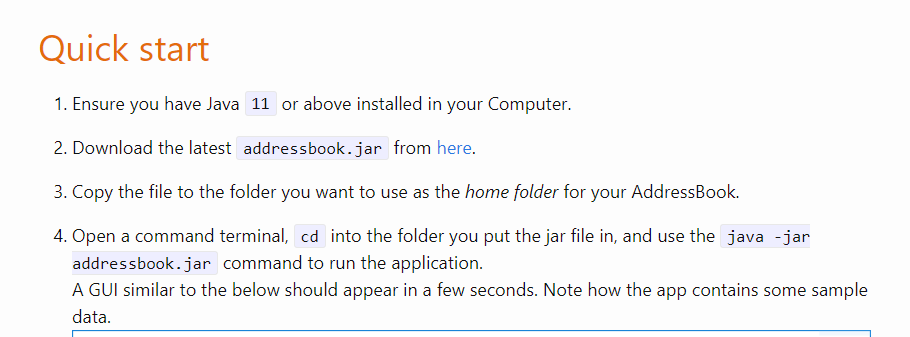 Quick start
1. Ensure you have Java 11 or above installed in your Computer.
2. Download the latest addressbook.jar from here.
3. Copy the file to the folder you want to use as the home folder for your AddressBook.
4. Open a command terminal, cd into the folder you put the jar file in, and use the java -jar
addressbook.jar command to run the application.
A GUI similar to the below should appear in a few seconds. Note how the app contains some sample
data.